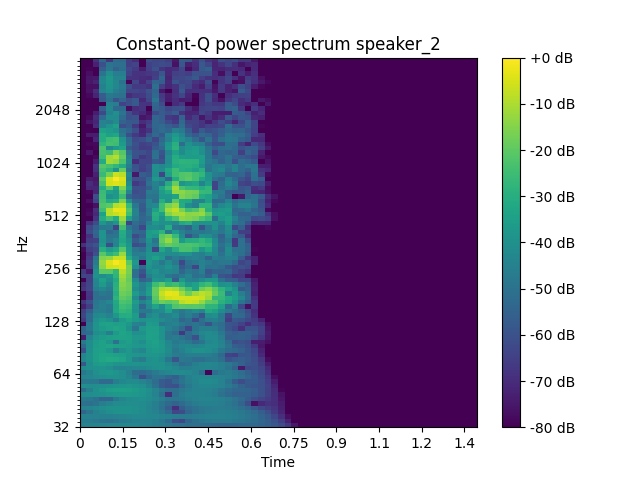 Constant-Q power spectrum speaker_2
Hz
2048
1024
512
256
128
64
32
0 0.15 0.3 0.45 0.6 0.75 0.9 1.1 1.2 1.4
Time
+0 dB
-10 dB
-20 dB
-30 dB
-40 dB
-50 dB
-60 dB
-70 dB
-80 dB